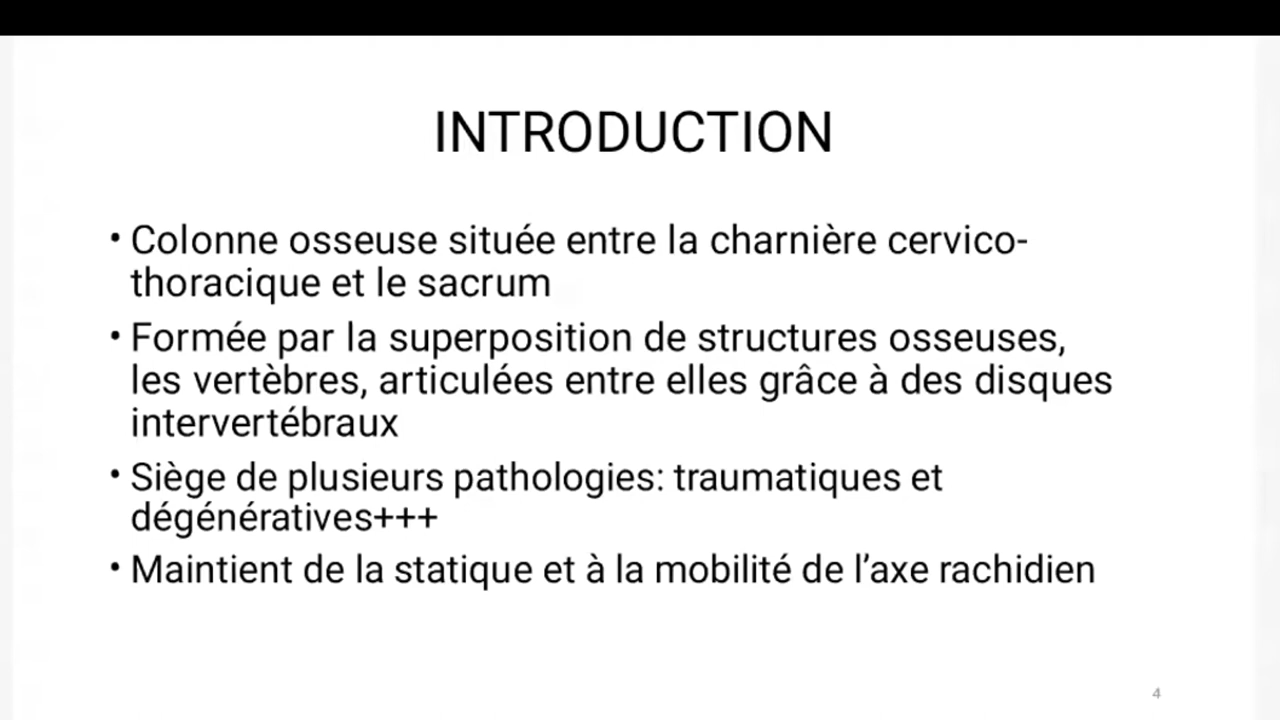 INTRODUCTION
• Colonne osseuse située entre la charnière cervico-
thoracique et le sacrum
• Formée par la superposition de structures osseuses,
les vertèbres, articulées entre elles grâce à des disques
intervertébraux
• Siège de plusieurs pathologies: traumatiques et
dégénératives+++
• Maintient de la statique et à la mobilité de l’axe rachidien
4